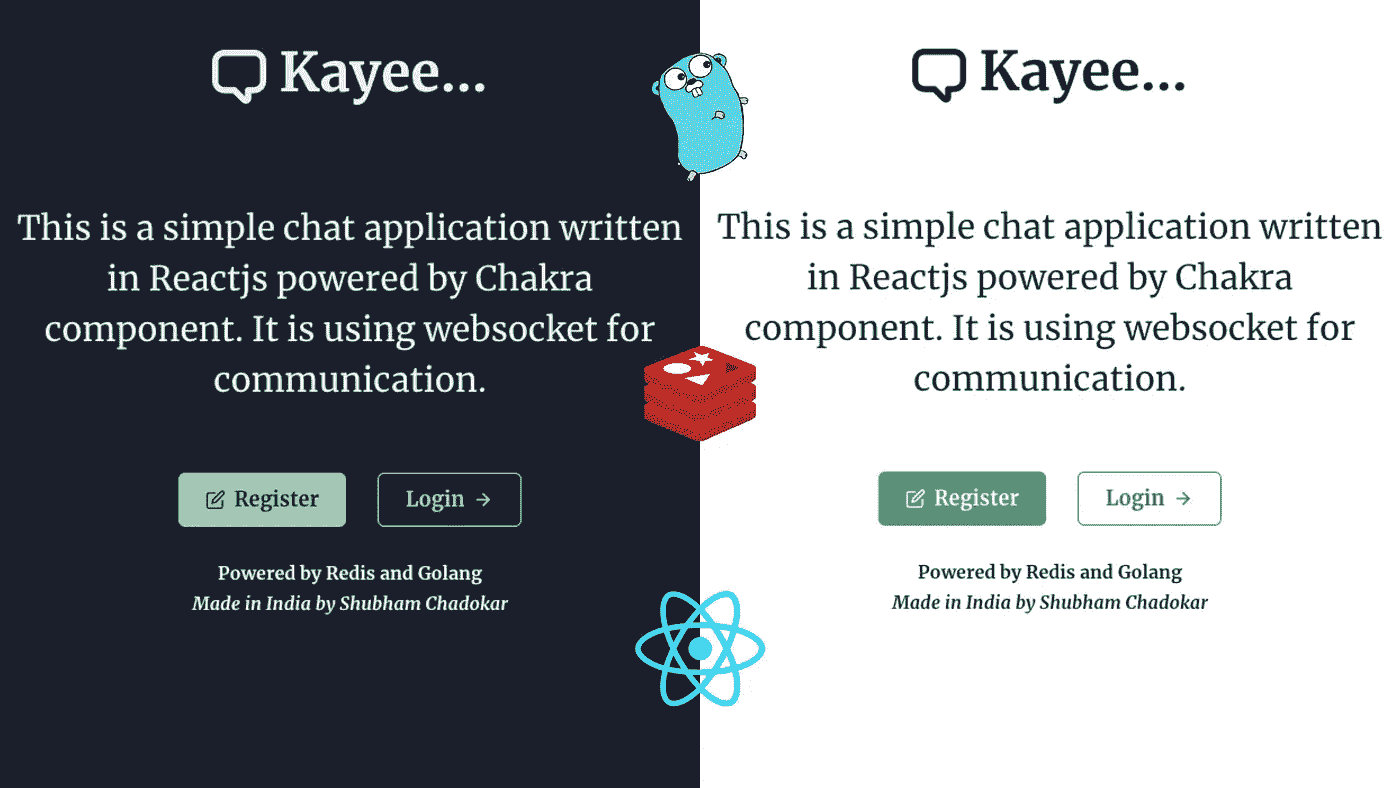 Kayee...
This is a simple chat application written
in Reactjs powered by Chakra
component. It is using websocket for
communication.
Register
Login
Powered by Redis and Golang
Made in India by Shubham Chadokar
Kayee...
This is a simple chat application written
in Reactjs powered by Chakra
component. It is using websocket for
communication.
Register
Login
Powered by Redis and Golang
Made in India by Shubham Chadokar